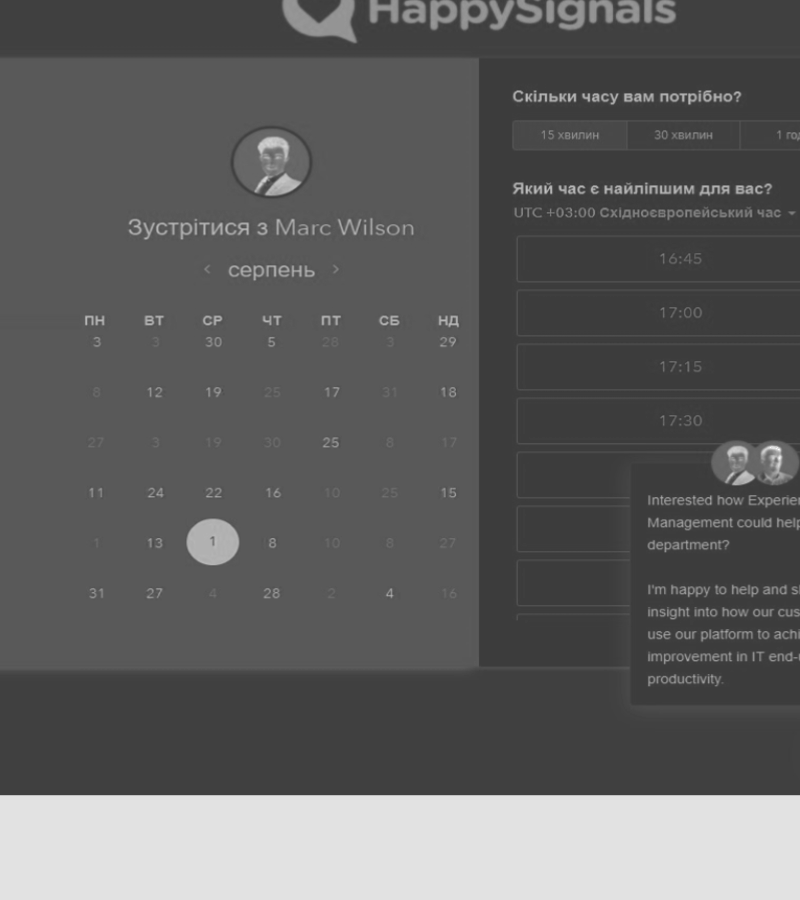 HappySignals
Зустрітися з Marc Wilson
серпень
ПН ВТ СР ЧТ ПТ СБ НД
3 3 30 5 28 3 29
8 12 19 25 17 31 18
27 3 19 30 25 8 17
11 24 22 16 10 25 15
1 13 1 8 10 8 27
31 27 4 28 2 4 16
Скільки часу вам потрібно?
15 хвилин 30 хвилин 1 год
Який час є найліпшим для вас?
UTC +03:00 Східноєвропейський час
16:45
17:00
17:15
17:30
Interested how Experien
Management could help
department?
I'm happy to help and s
insight into how our cus
use our platform to achi
improvement in IT end-
productivity.